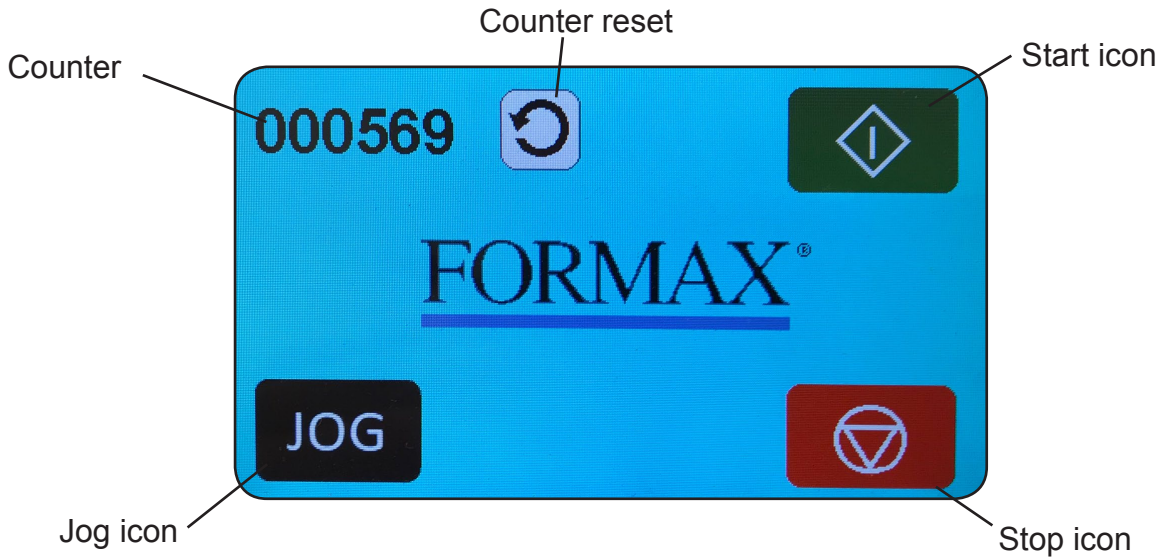 Counter reset
Counter
Start icon
000569
FORMAX®
JOG
Jog icon
Stop icon